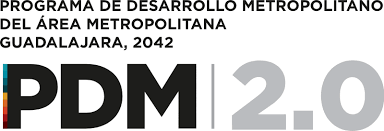 PROGRAMA DE DESARROLLO METROPOLITANO
DEL ÁREA METROPOLITANA
GUADALAJARA, 2042
PDM | 2.0